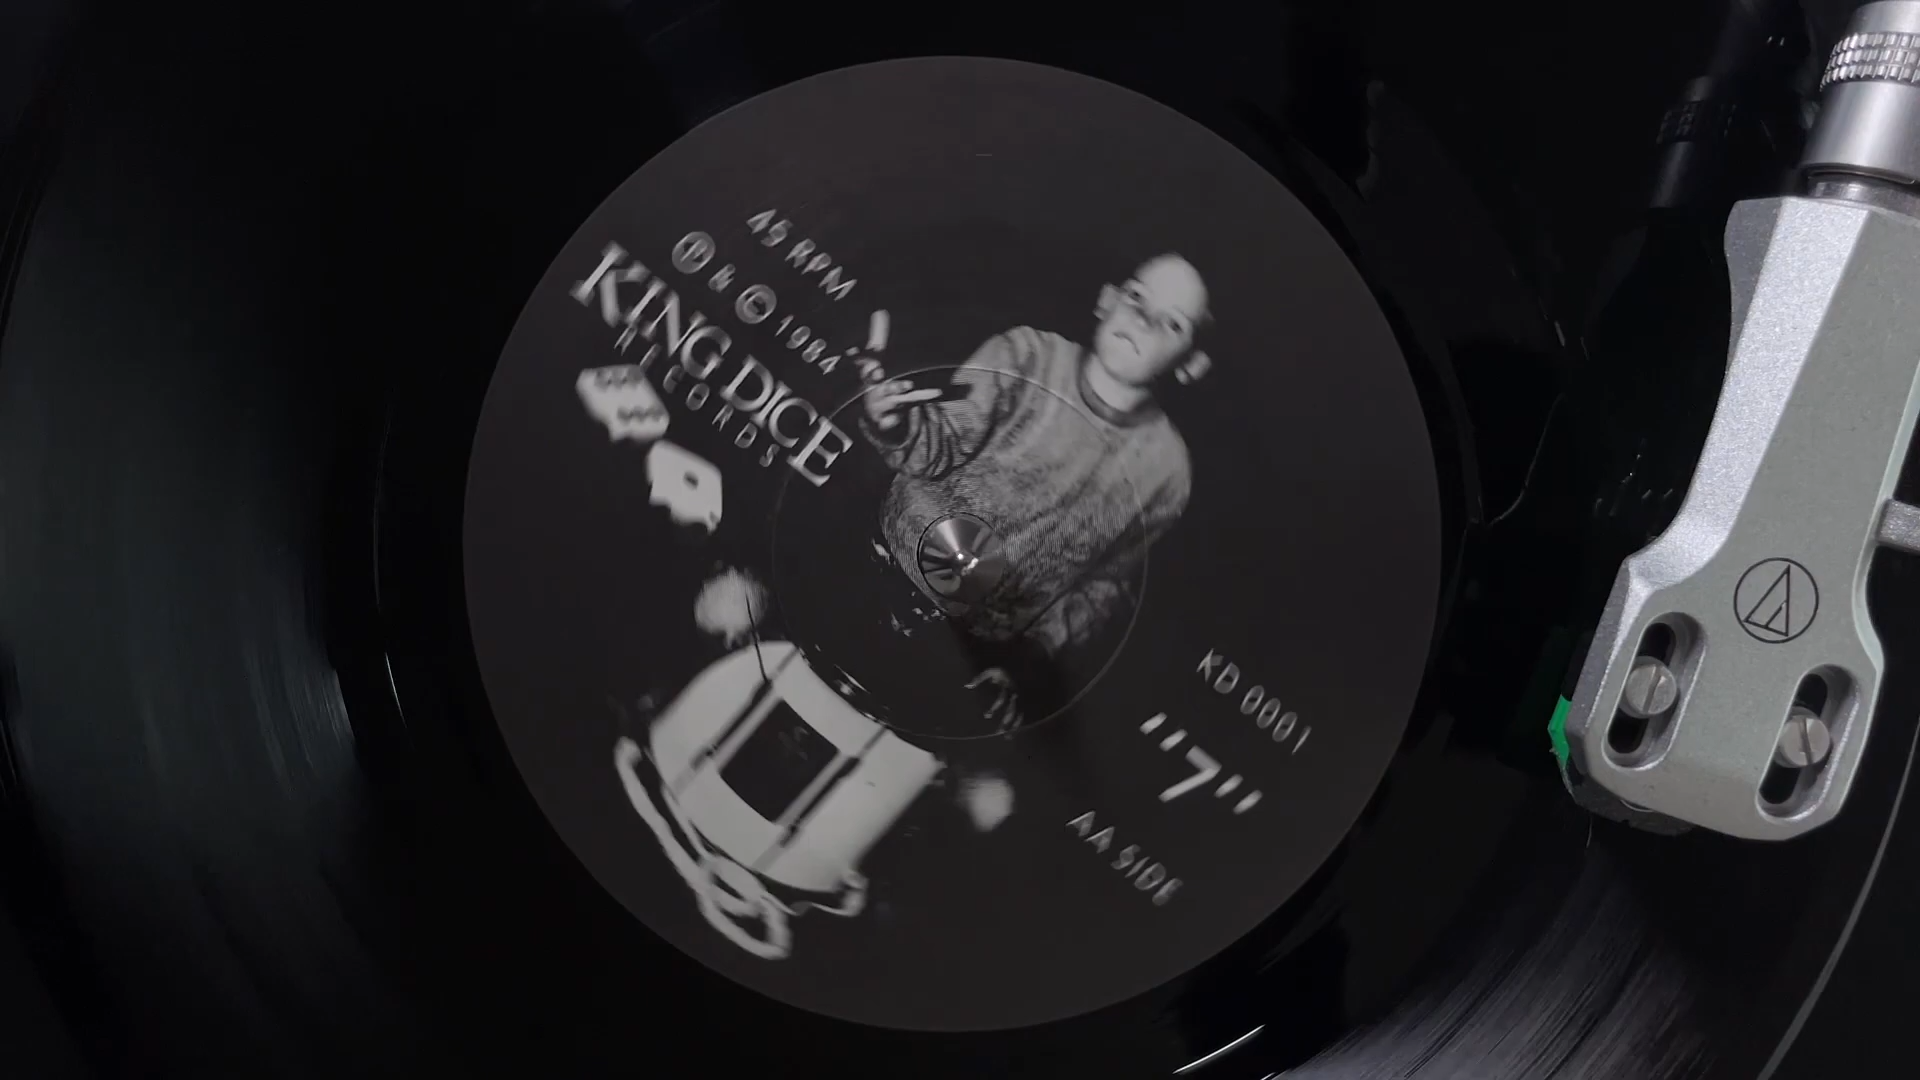 45 RPM
Ⓟ & © 1984
KING DICE
RECORDS
KD 0001
"7"
AA SIDE